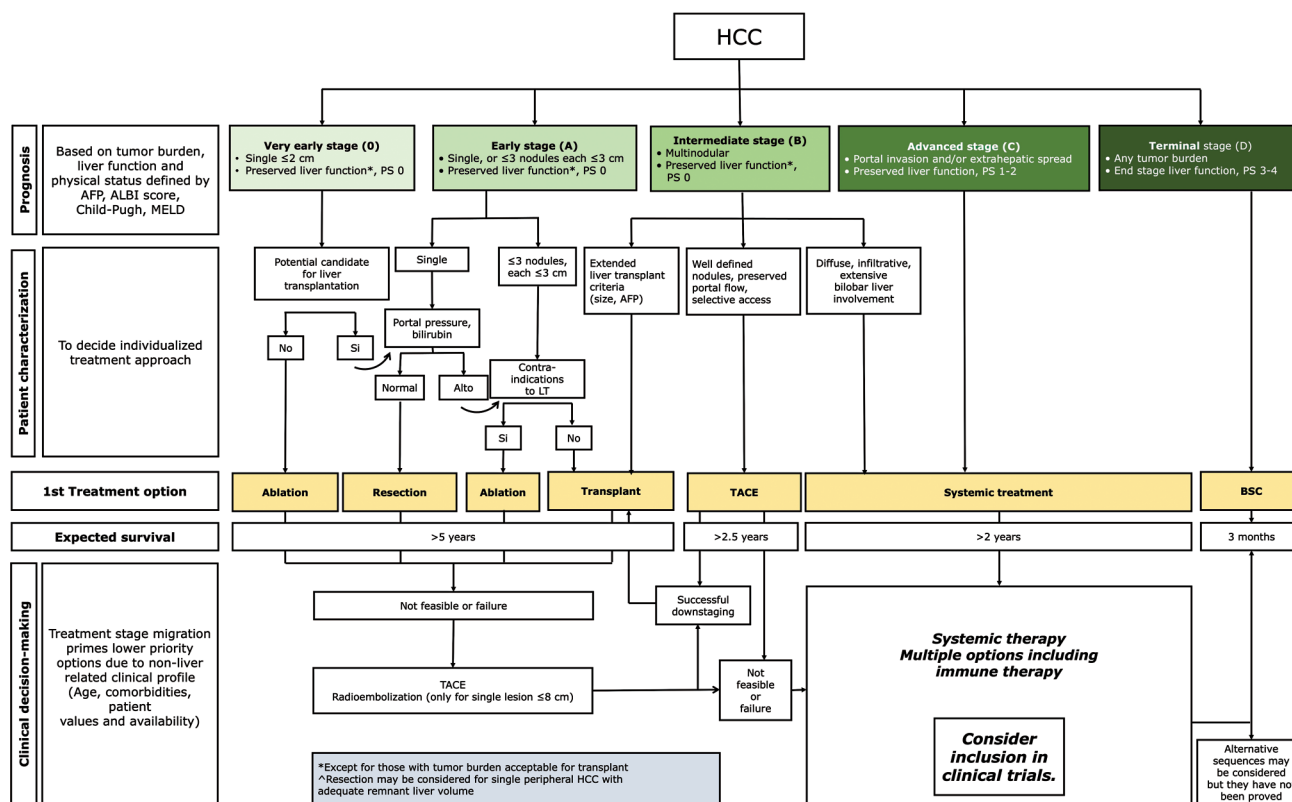 HCC
Prognosis
Based on tumor burden,
liver function and
physical status defined by
AFP, ALBI score,
Child-Pugh, MELD
Very early stage (0)
• Single ≤2 cm
• Preserved liver function*, PS 0
Early stage (A)
• Single, or ≤3 nodules each ≤3 cm
• Preserved liver function*, PS 0
Intermediate stage (B)
• Multinodular
• Preserved liver function*,
PS 0
Advanced stage (C)
• Portal invasion and/or extrahepatic spread
• Preserved liver function, PS 1-2
Terminal stage (D)
• Any tumor burden
• End stage liver function, PS 3-4
Patient characterization
To decide individualized
treatment approach
Potential candidate
for liver
transplantation
Single
≤3 nodules,
each ≤3 cm
Extended
liver transplant
criteria
(size, AFP)
Well defined
nodules, preserved
portal flow,
selective access
Diffuse, infiltrative,
extensive
bilobar liver
involvement
No
Si
Portal pressure,
bilirubin
Normal
Alto
Contra-
indications
to LT
Si
No
1st Treatment option
Ablation
Resection
Ablation
Transplant
TACE
Systemic treatment
BSC
Expected survival
>5 years
>2.5 years
>2 years
3 months
Clinical decision-making
Treatment stage migration
primes lower priority
options due to non-liver
related clinical profile
(Age, comorbidities,
patient
values and availability)
Not feasible or failure
Successful
downstaging
TACE
Radioembolization (only for single lesion ≤8 cm)
Not
feasible
or
failure
Systemic therapy
Multiple options including
immune therapy
Consider
inclusion in
clinical trials.
Alternative
sequences may
be considered
but they have not
been proved
*Except for those with tumor burden acceptable for transplant
^Resection may be considered for single peripheral HCC with
adequate remnant liver volume